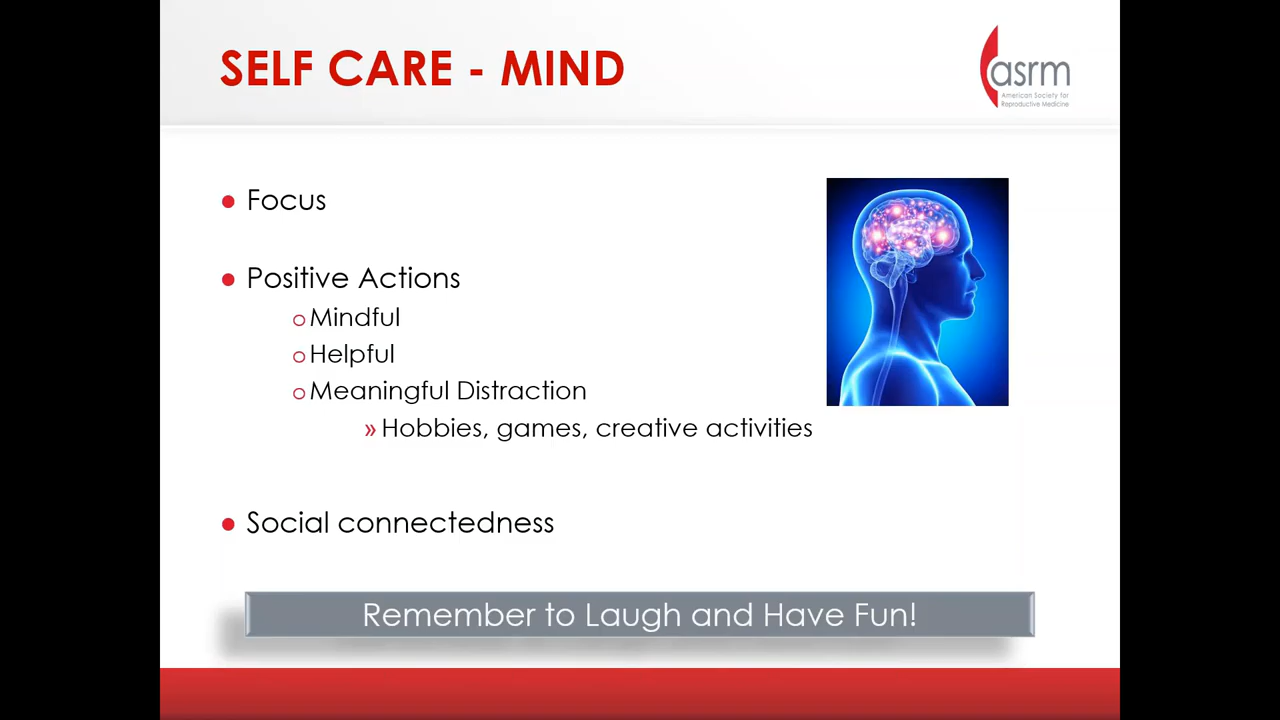 SELF CARE - MIND
asrm
American Society for
Reproductive Medicine
Focus
Positive Actions
Mindful
Helpful
Meaningful Distraction
» Hobbies, games, creative activities
Social connectedness
Remember to Laugh and Have Fun!